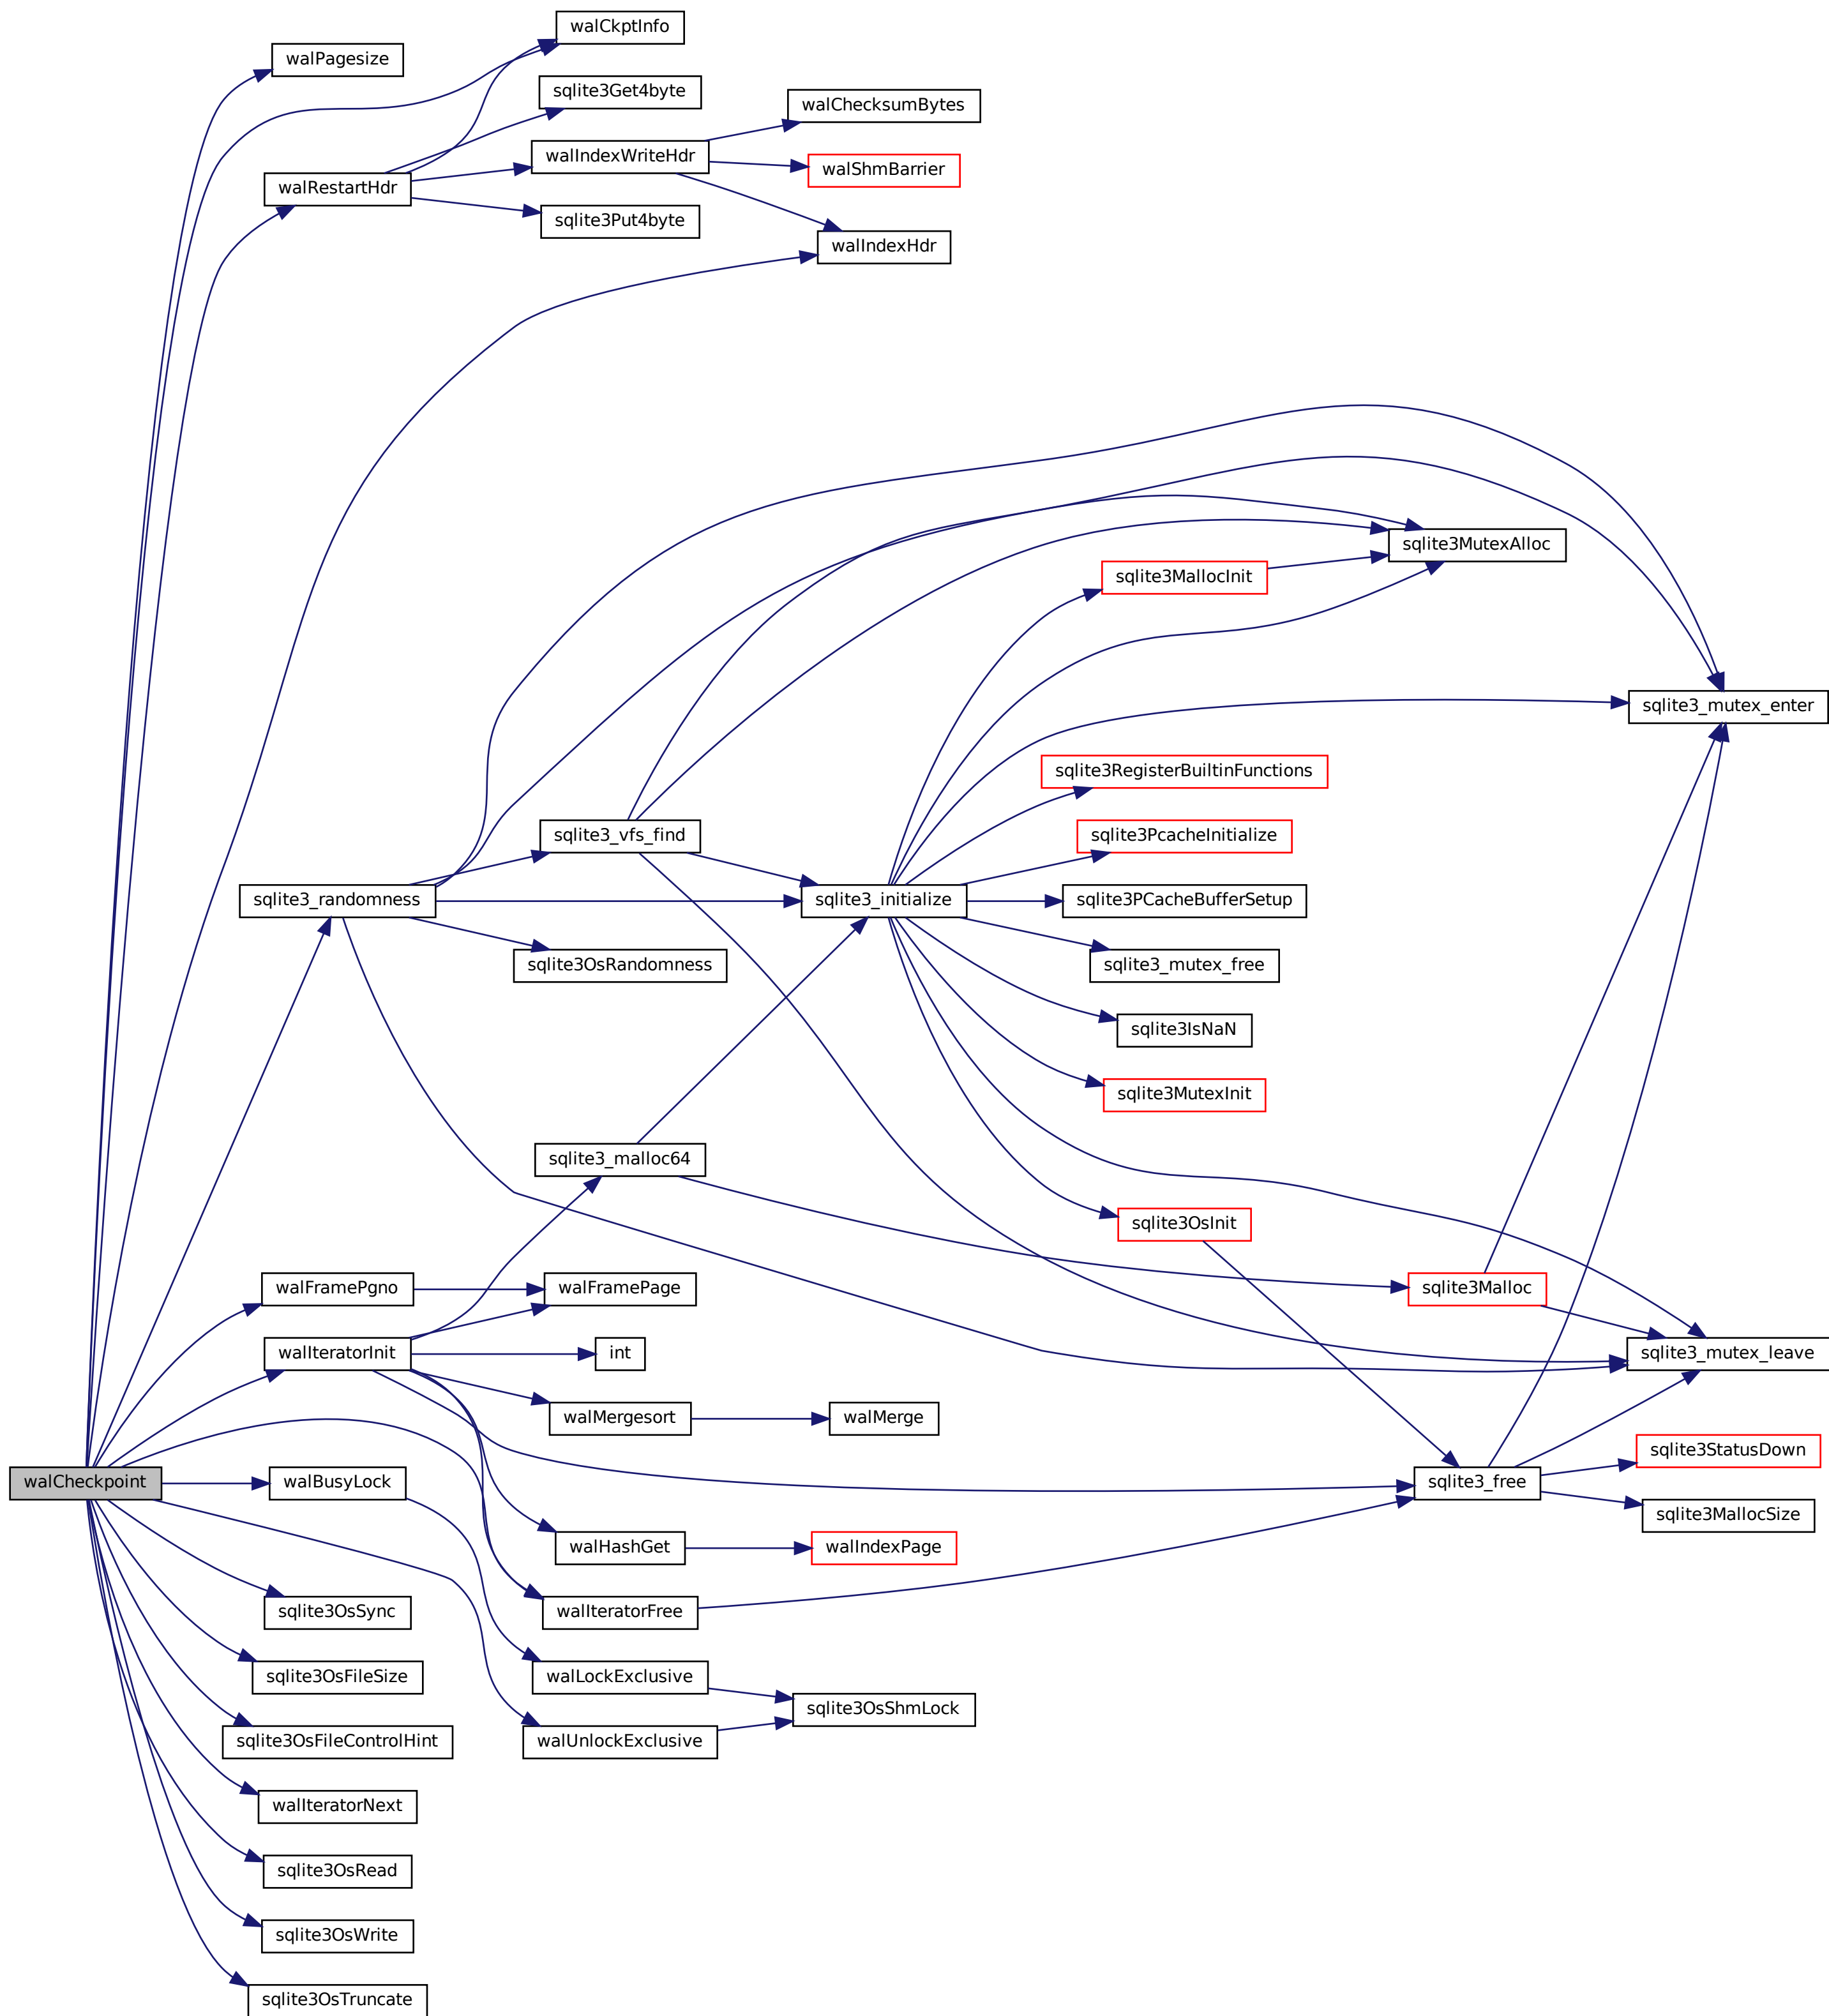 walCkptInfo
walPagesize
sqlite3Get4byte
walChecksumBytes
walIndexWriteHdr
walShmBarrier
walRestartHdr
sqlite3Put4byte
walIndexHdr
sqlite3MutexAlloc
sqlite3MallocInit
sqlite3_mutex_enter
sqlite3RegisterBuiltinFunctions
sqlite3_vfs_find
sqlite3PcacheInitialize
sqlite3_randomness
sqlite3_initialize
sqlite3PCacheBufferSetup
sqlite3OsRandomness
sqlite3_mutex_free
sqlite3IsNaN
sqlite3MutexInit
sqlite3_malloc64
sqlite3OsInit
walFramePgno
walFramePage
sqlite3Malloc
walIteratorInit
int
sqlite3_mutex_leave
walMergesort
walMerge
sqlite3StatusDown
walCheckpoint
walBusyLock
sqlite3_free
sqlite3MallocSize
walHashGet
walIndexPage
sqlite3OsSync
walIteratorFree
sqlite3OsFileSize
walLockExclusive
sqlite3OsShmLock
sqlite3OsFileControlHint
walUnlockExclusive
walIteratorNext
sqlite3OsRead
sqlite3OsWrite
sqlite3OsTruncate